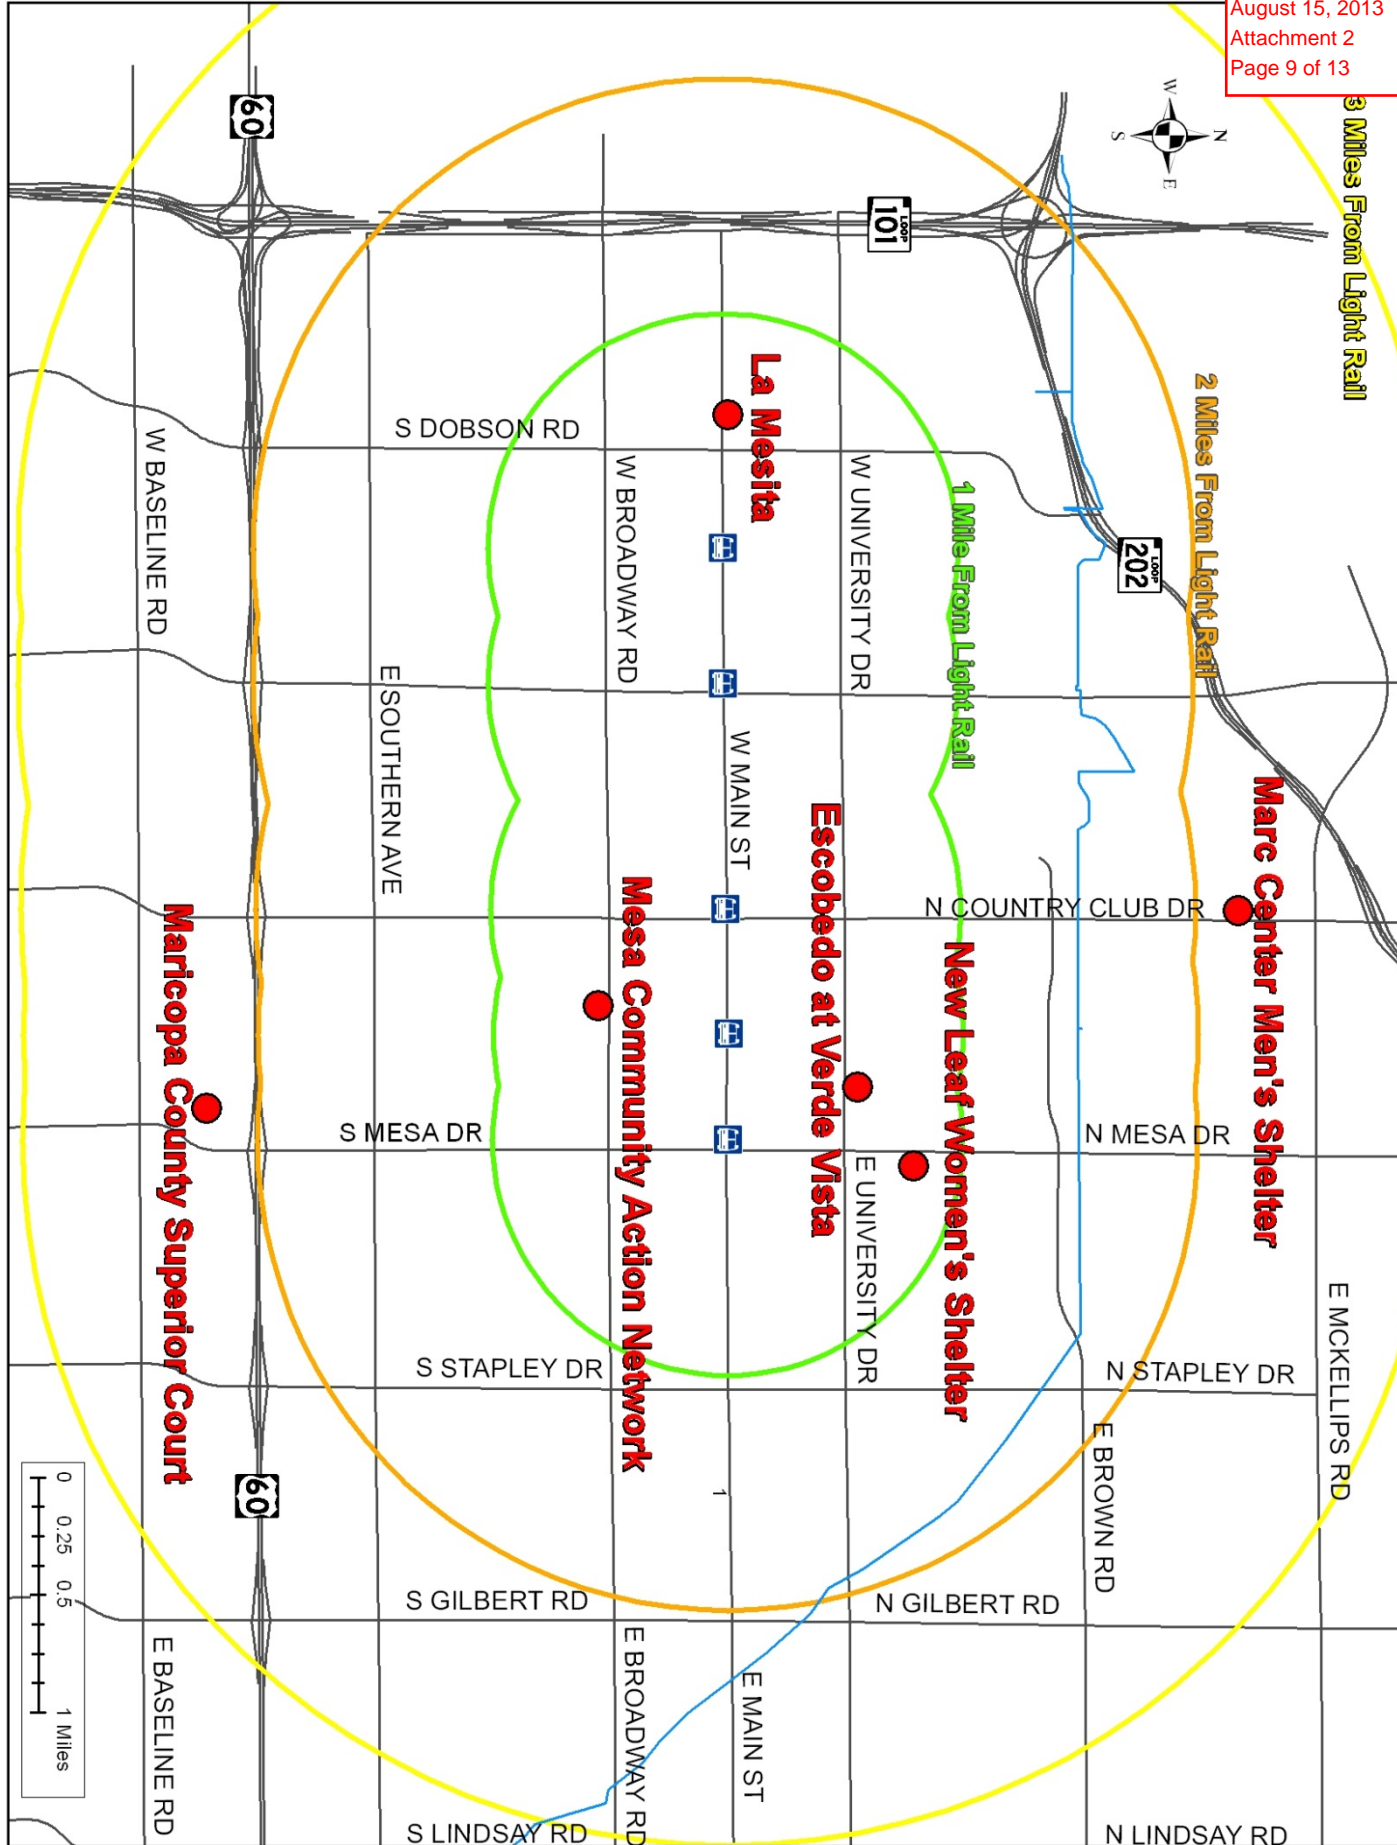 August 15, 2013
Attachment 2
Page 9 of 13
3 Miles From Light Rail
2 Miles From Light Rail
1 Mile From Light Rail
N
W
E
S
60
LOOP
101
LOOP
202
La Mesita
Marc Center Men's Shelter
Escobedo at Verde Vista
New Leaf Women's Shelter
Mesa Community Action Network
Maricopa County Superior Court
S DOBSON RD
W BASELINE RD
W BROADWAY RD
W UNIVERSITY DR
E SOUTHERN AVE
W MAIN ST
N COUNTRY CLUB DR
S MESA DR
N MESA DR
E UNIVERSITY DR
E MCKELLIPS RD
S STAPLEY DR
N STAPLEY DR
E BROWN RD
60
1
S GILBERT RD
N GILBERT RD
E BASELINE RD
E BROADWAY RD
E MAIN ST
S LINDSAY RD
N LINDSAY RD
0 0.25 0.5 1 Miles